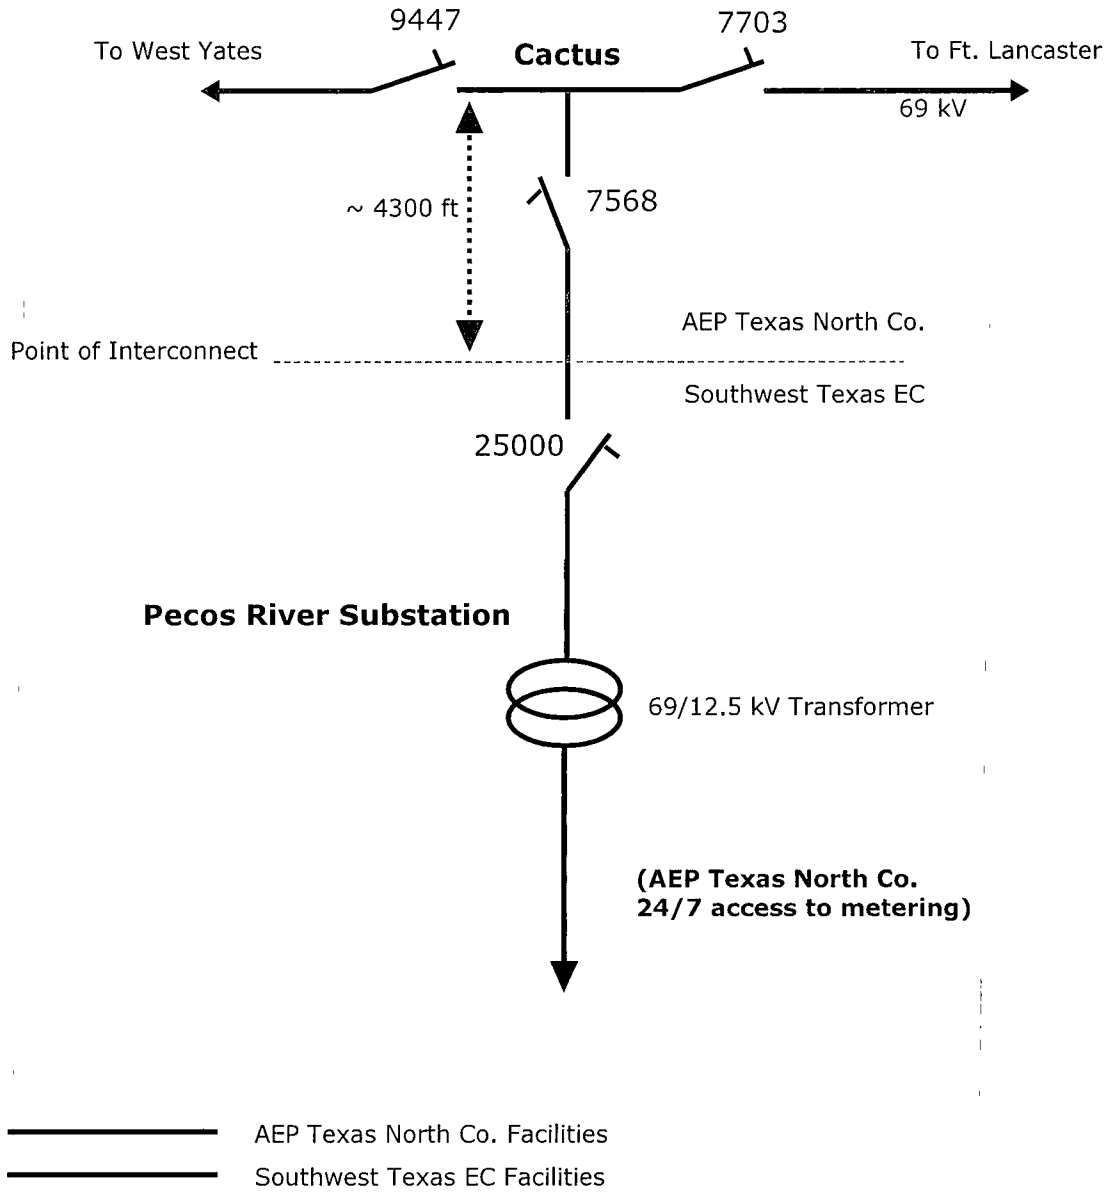 9447
7703
To West Yates
Cactus
To Ft. Lancaster
69 kV
7568
~ 4300 ft
AEP Texas North Co.
Point of Interconnect
Southwest Texas EC
25000
Pecos River Substation
69/12.5 kV Transformer
(AEP Texas North Co.
24/7 access to metering)
AEP Texas North Co. Facilities
Southwest Texas EC Facilities